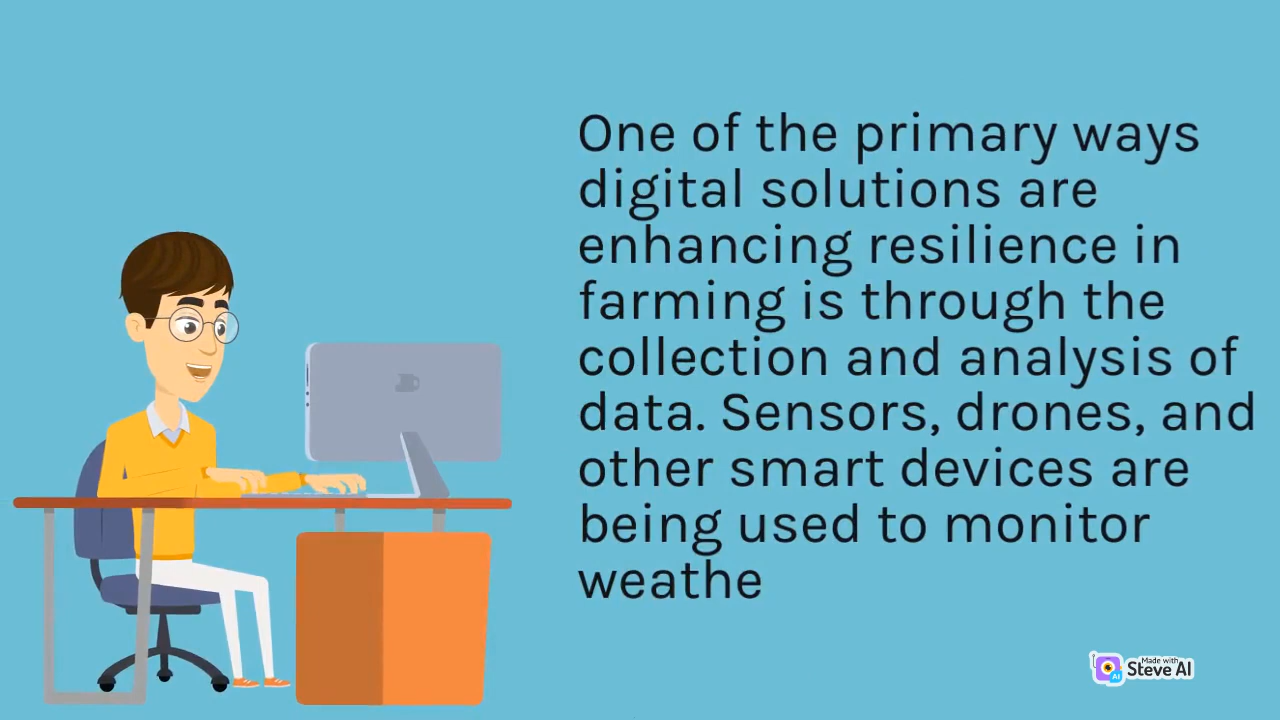 One of the primary ways
digital solutions are
enhancing resilience in
farming is through the
collection and analysis of
data. Sensors, drones, and
other smart devices are
being used to monitor
weathe
Made with
Steve AI
AI